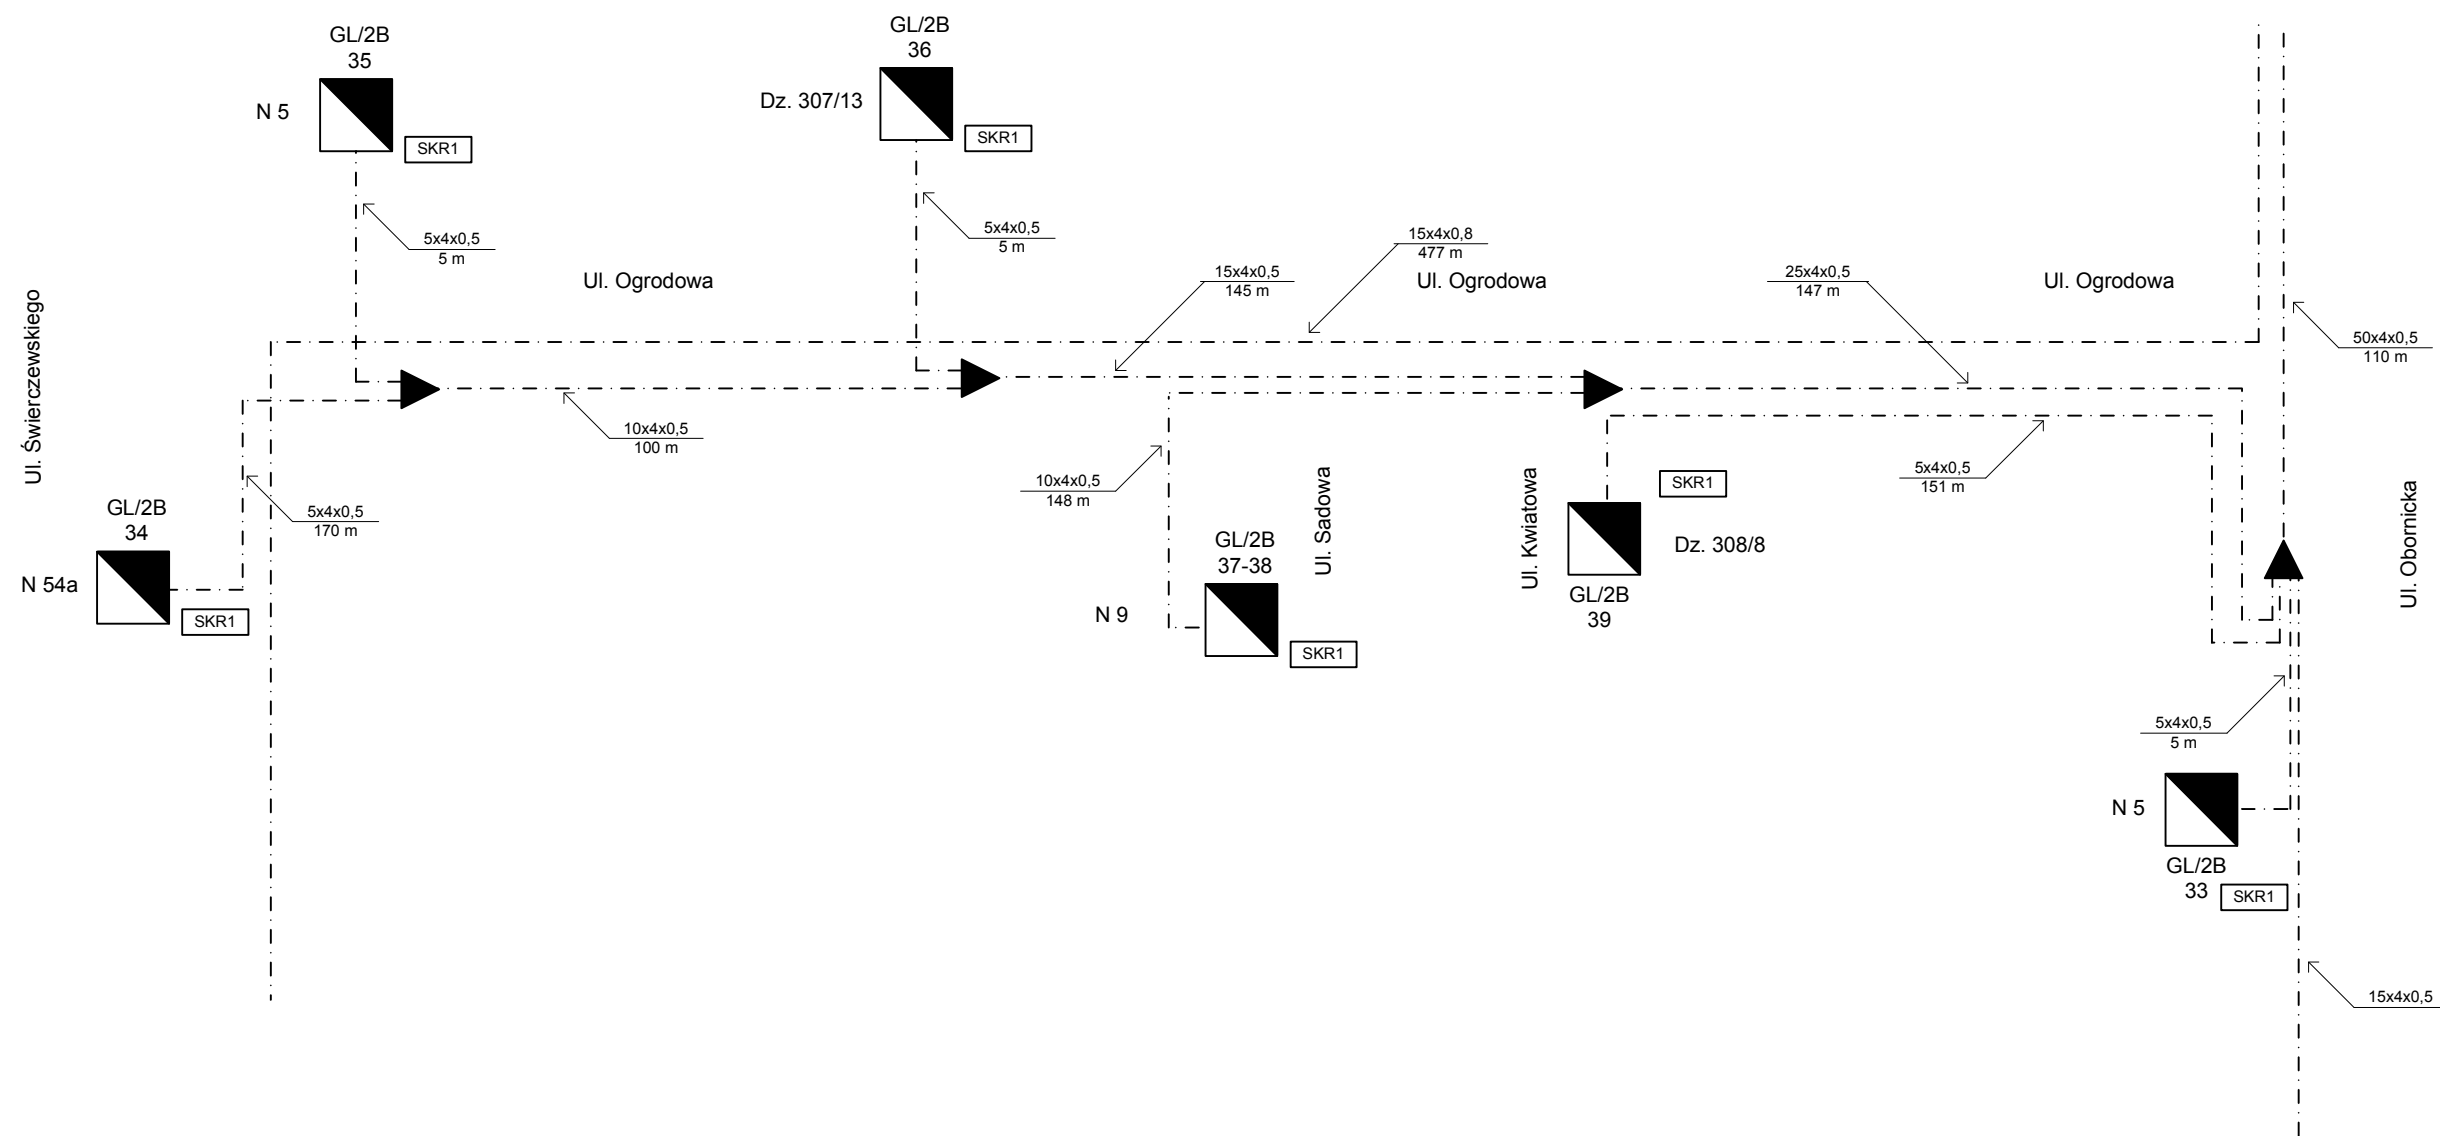 GL/2B
35
N 5
SKR1
5x4x0,5
5 m
GL/2B
36
Dz. 307/13
SKR1
5x4x0,5
5 m
Ul. Ogrodowa
15x4x0,5
145 m
15x4x0,8
477 m
Ul. Ogrodowa
25x4x0,5
147 m
Ul. Ogrodowa
50x4x0,5
110 m
Ul. Świerczewskiego
10x4x0,5
100 m
GL/2B
34
N 54a
SKR1
5x4x0,5
170 m
10x4x0,5
148 m
GL/2B
37-38
N 9
SKR1
Ul. Sadowa
Ul. Kwiatowa
SKR1
Dz. 308/8
GL/2B
39
5x4x0,5
151 m
Ul. Obornicka
5x4x0,5
5 m
N 5
GL/2B
33
SKR1
15x4x0,5